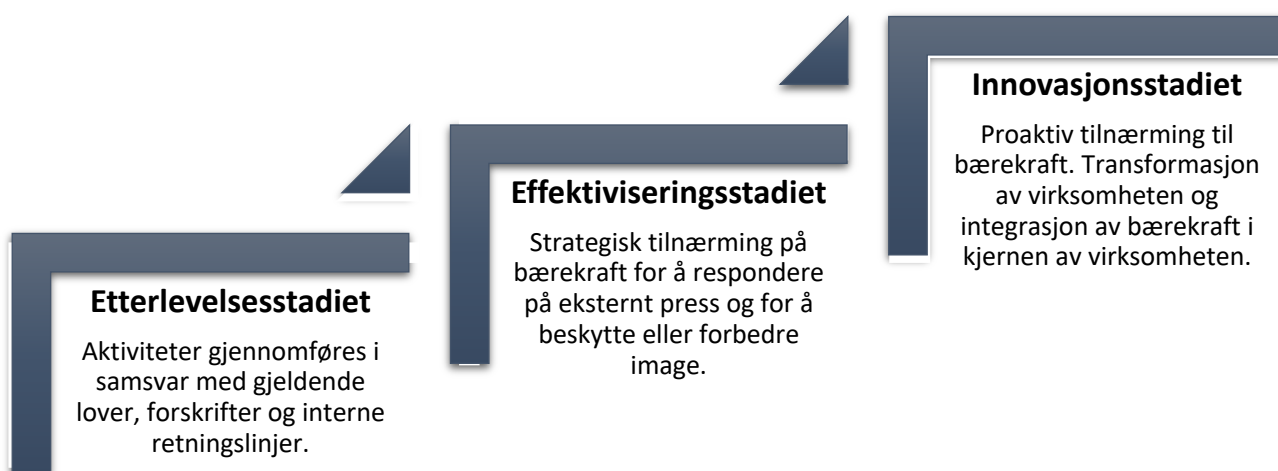 Etterlevelsesstadiet
Aktiviteter gjennomføres i
samsvar med gjeldende
lover, forskrifter og interne
retningslinjer.
Effektiviseringsstadiet
Strategisk tilnærming på
bærekraft for å respondere
på eksternt press og for å
beskytte eller forbedre
image.
Innovasjonsstadiet
Proaktiv tilnærming til
bærekraft. Transformasjon
av virksomheten og
integrasjon av bærekraft i
kjernen av virksomheten.